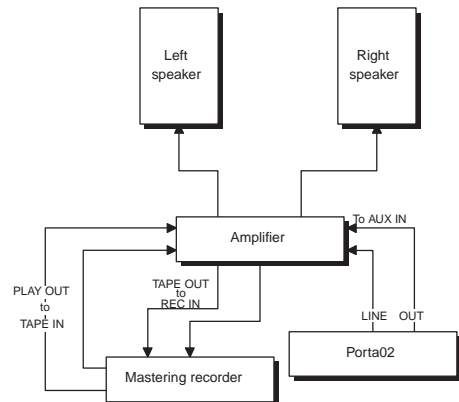 Left
speaker
Right
speaker
To AUX IN
Amplifier
TAPE OUT
to
REC IN
PLAY OUT
to
TAPE IN
LINE OUT
Porta02
Mastering recorder